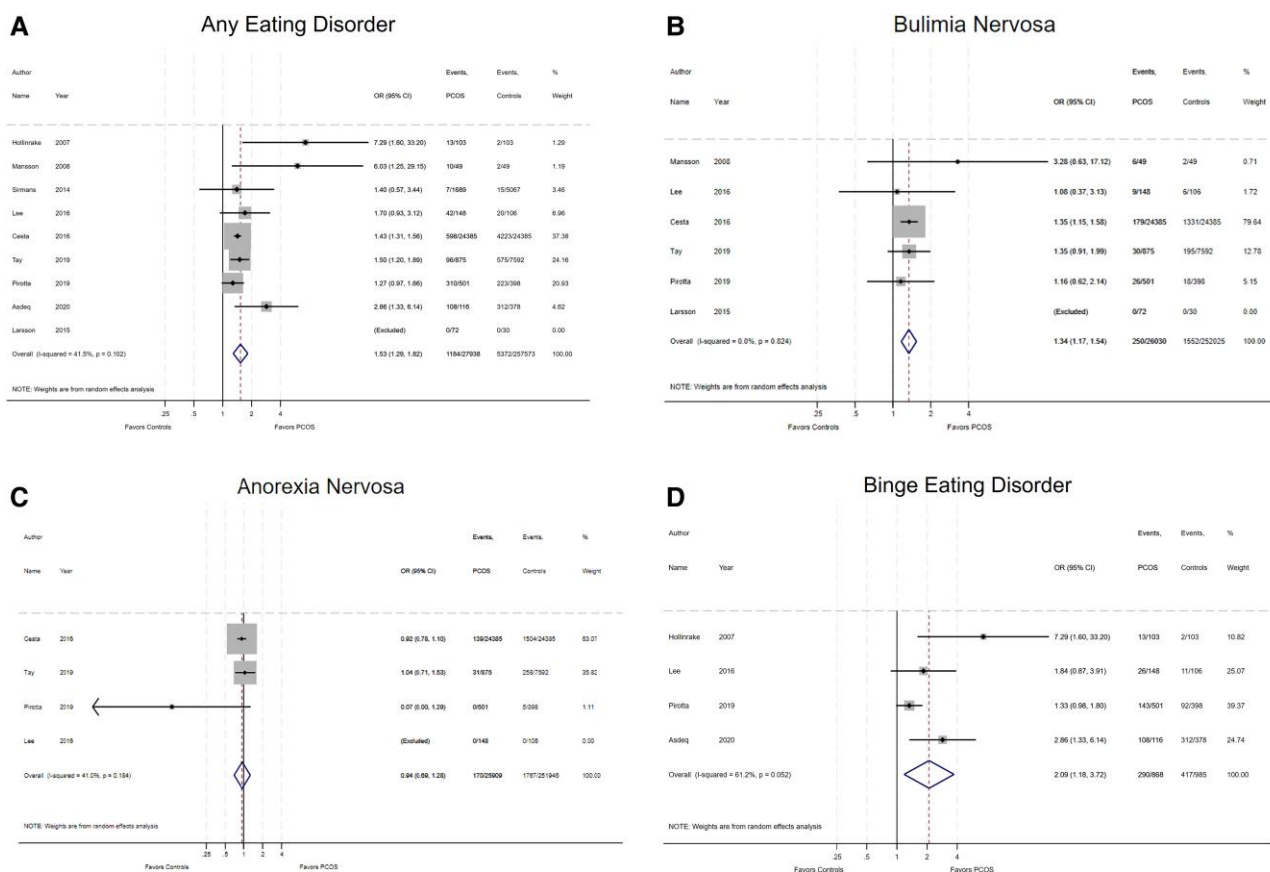 A
Any Eating Disorder
Author
Events, Events, %
Name Year OR (95% CI) PCOS Controls Weight
.25 .5 1 2 4
Hollinrake 2007 7.29 (1.60, 33.20) 13/103 2/103 1.29
Mansson 2008 6.03 (1.25, 29.15) 10/49 2/49 1.19
Sirmans 2014 1.40 (0.57, 3.44) 7/1689 15/5067 3.46
Lee 2016 1.70 (0.93, 3.12) 42/148 20/106 6.96
Cesta 2016 1.43 (1.31, 1.56) 598/24385 4223/24385 37.38
Tay 2019 1.50 (1.20, 1.89) 96/875 575/7592 24.16
Pirotta 2019 1.27 (0.97, 1.66) 310/501 223/398 20.93
Asdeq 2020 2.86 (1.33, 6.14) 108/116 312/378 4.62
Larsson 2015 (Excluded) 0/72 0/30 0.00
Overall (I-squared = 41.5%, p = 0.102) 1.53 (1.29, 1.82) 1184/27938 5372/257573 100.00
NOTE: Weights are from random effects analysis
.25 .5 1 2 4
Favors Controls Favors PCOS
B
Bulimia Nervosa
Author
Events, Events, %
.25 .5 1 2 4
Name Year OR (95% CI) PCOS Controls Weight
Mansson 2008 3.28 (0.63, 17.12) 6/49 2/49 0.71
Lee 2016 1.08 (0.37, 3.13) 9/148 6/106 1.72
Cesta 2016 1.35 (1.15, 1.58) 179/24385 1331/24385 79.64
Tay 2019 1.35 (0.91, 1.99) 30/875 195/7592 12.78
Pirotta 2019 1.16 (0.62, 2.14) 26/501 18/398 5.15
Larsson 2015 (Excluded) 0/72 0/30 0.00
Overall (I-squared = 0.0%, p = 0.824) 1.34 (1.17, 1.54) 250/26030 1552/252025 100.00
NOTE: Weights are from random effects analysis
.25 .5 1 2 4
Favors Controls Favors PCOS
C
Anorexia Nervosa
Author
Events, Events, %
.25 .5 1 2 4
Name Year OR (95% CI) PCOS Controls Weight
Cesta 2016 0.92 (0.78, 1.10) 139/24385 1504/24385 63.07
Tay 2019 1.04 (0.71, 1.53) 31/875 258/7592 35.82
Pirotta 2019 0.07 (0.00, 1.29) 0/501 5/398 1.11
Lee 2016 (Excluded) 0/148 0/106 0.00
Overall (I-squared = 41.0%, p = 0.184) 0.94 (0.69, 1.28) 170/25909 1767/251946 100.00
NOTE: Weights are from random effects analysis
.25 .5 1 2 4
Favors Controls Favors PCOS
D
Binge Eating Disorder
Author
Events, Events, %
.25 .5 1 2 4
Name Year OR (95% CI) PCOS Controls Weight
Hollinrake 2007 7.29 (1.60, 33.20) 13/103 2/103 10.82
Lee 2016 1.84 (0.87, 3.91) 26/148 11/106 25.07
Pirotta 2019 1.33 (0.98, 1.80) 143/501 92/398 39.37
Asdeq 2020 2.86 (1.33, 6.14) 108/116 312/378 24.74
Overall (I-squared = 61.2%, p = 0.052) 2.09 (1.18, 3.72) 290/868 417/985 100.00
NOTE: Weights are from random effects analysis
.25 .5 1 2 4
Favors Controls Favors PCOS